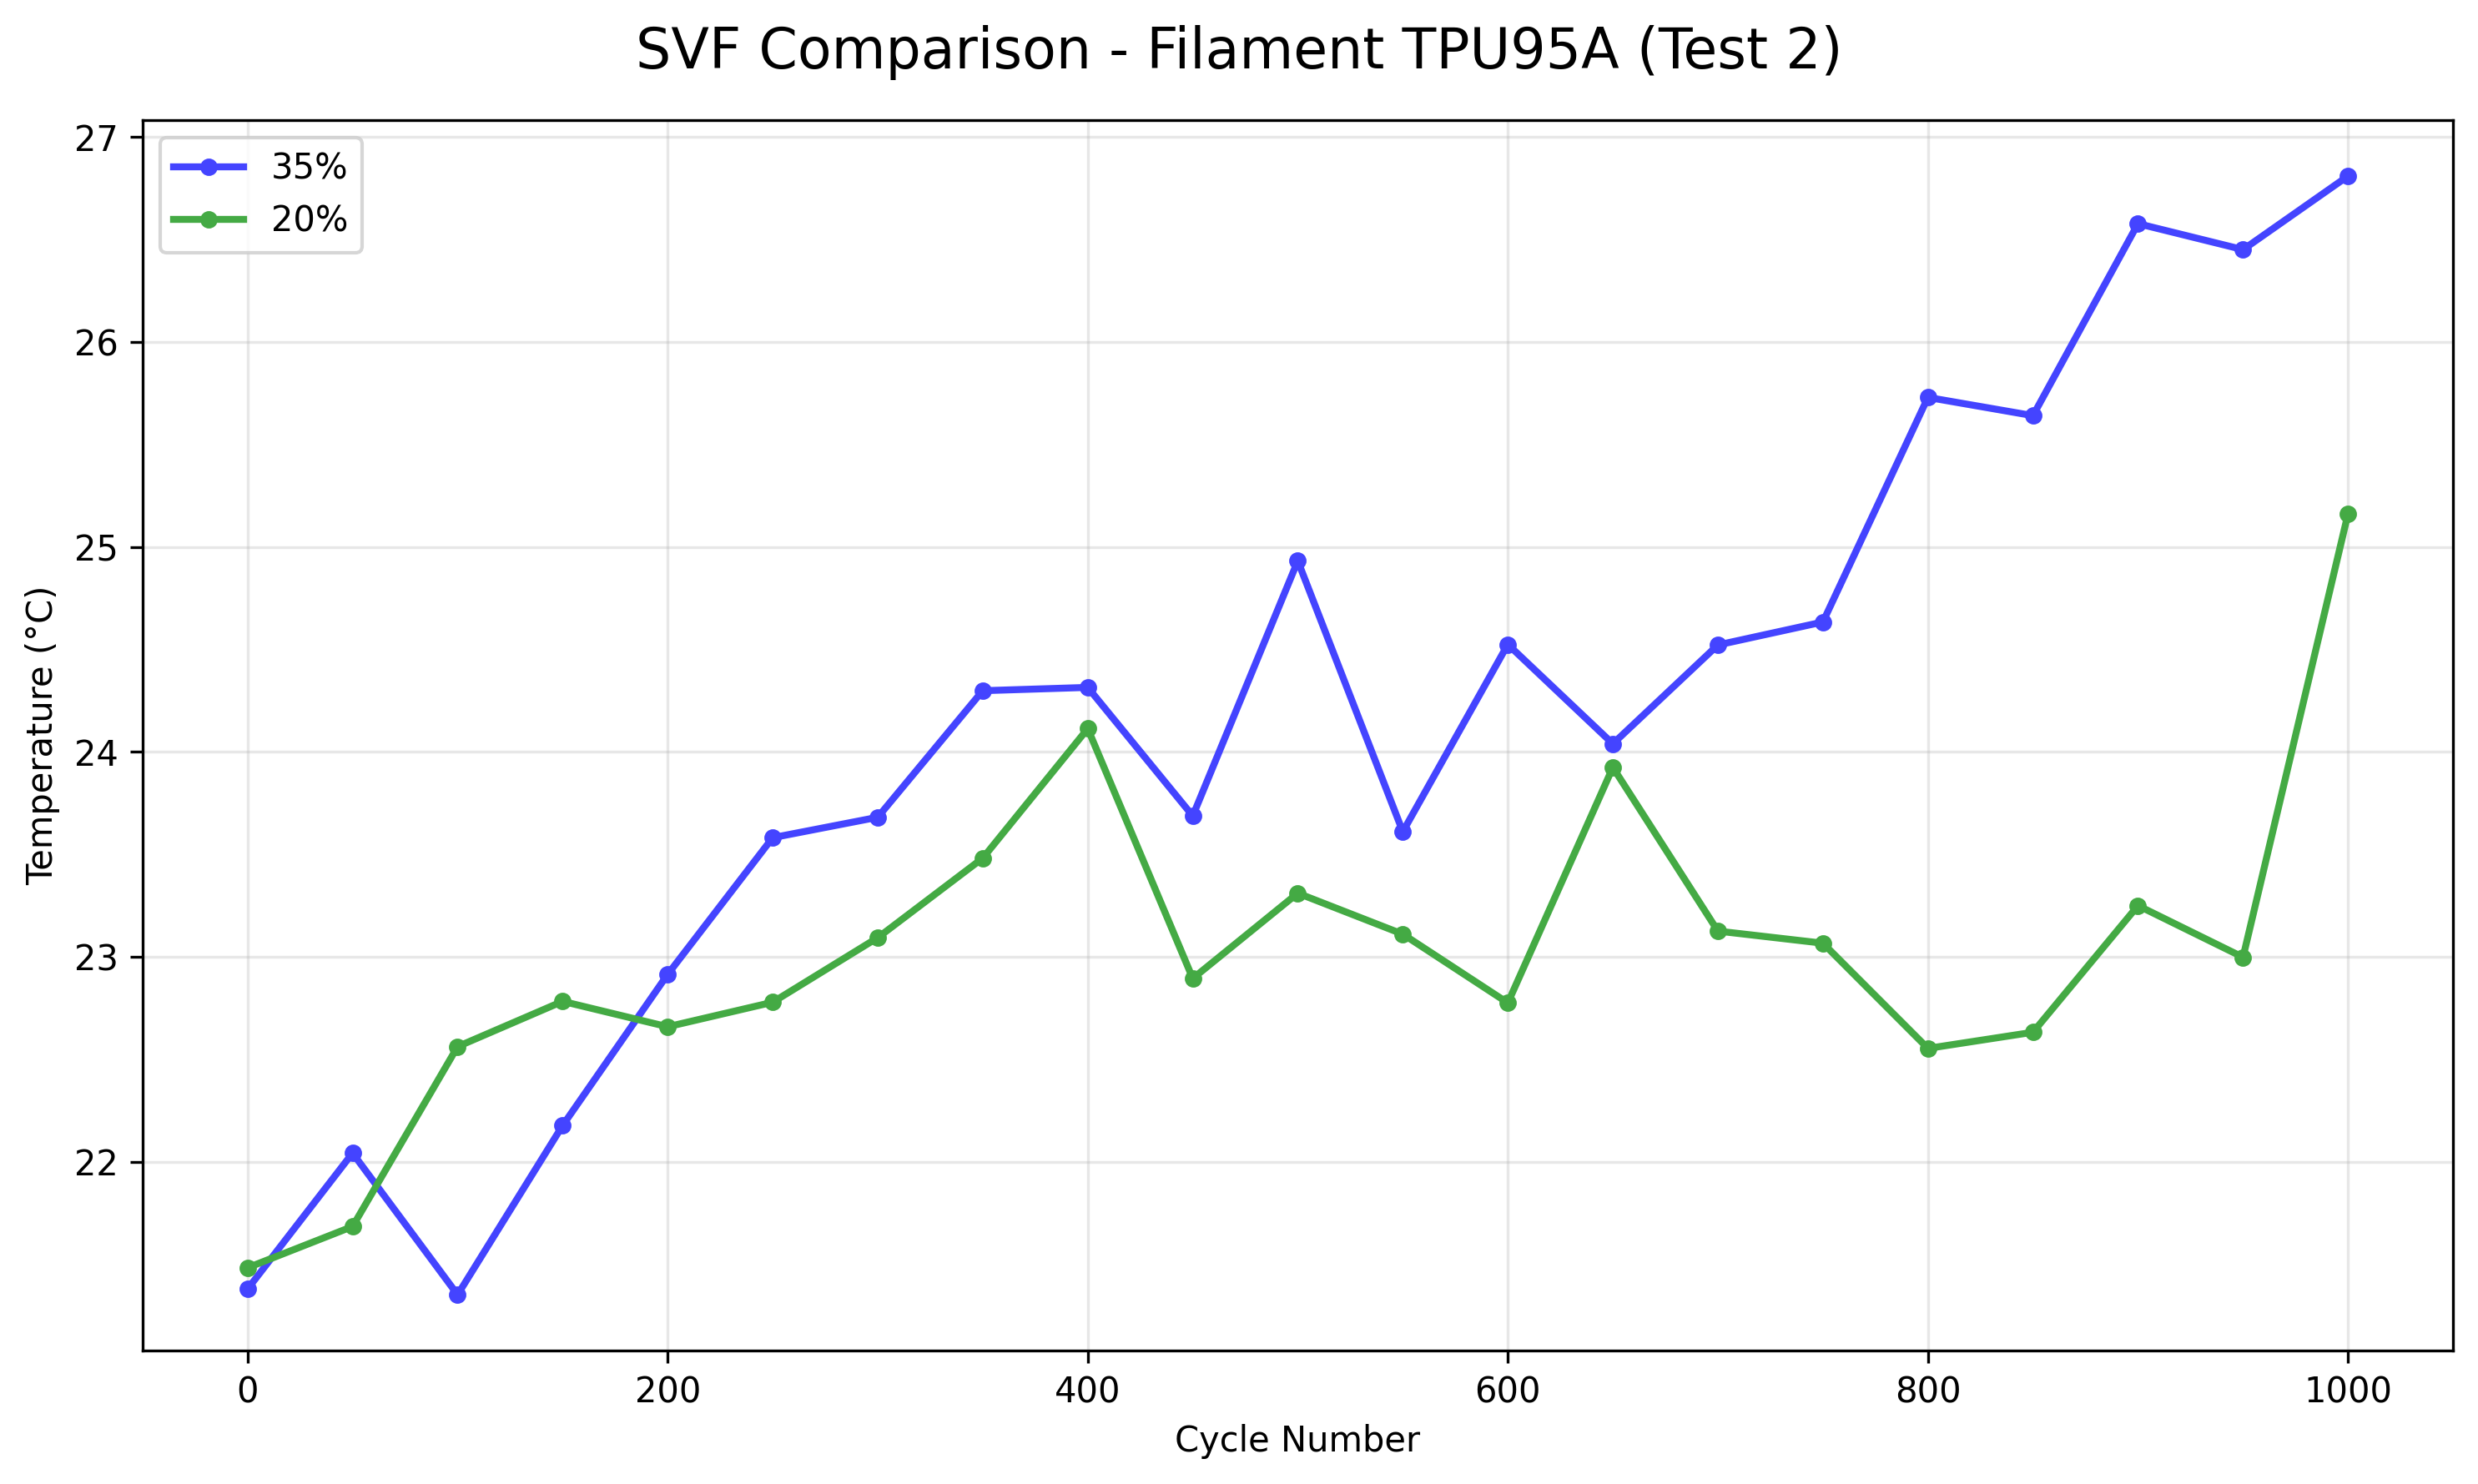 SVF Comparison - Filament TPU95A (Test 2)
35%
20%
27
26
25
24
23
22
Temperature (°C)
0 200 400 600 800 1000
Cycle Number